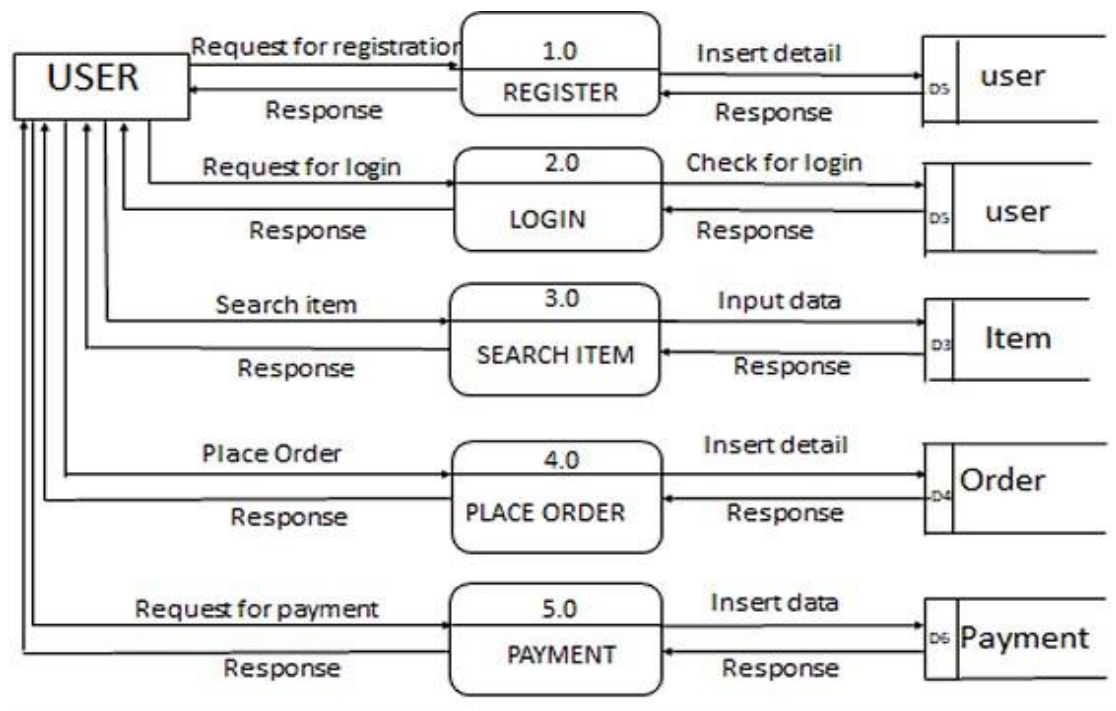 Request for registration
1.0
Insert detail
USER
user
D5
REGISTER
Response
Response
Request for login
2.0
Check for login
user
D5
LOGIN
Response
Response
Search item
3.0
Input data
Item
D3
SEARCH ITEM
Response
Response
Place Order
4.0
Insert detail
Order
D4
PLACE ORDER
Response
Response
Request for payment
5.0
Insert data
Payment
D6
PAYMENT
Response
Response